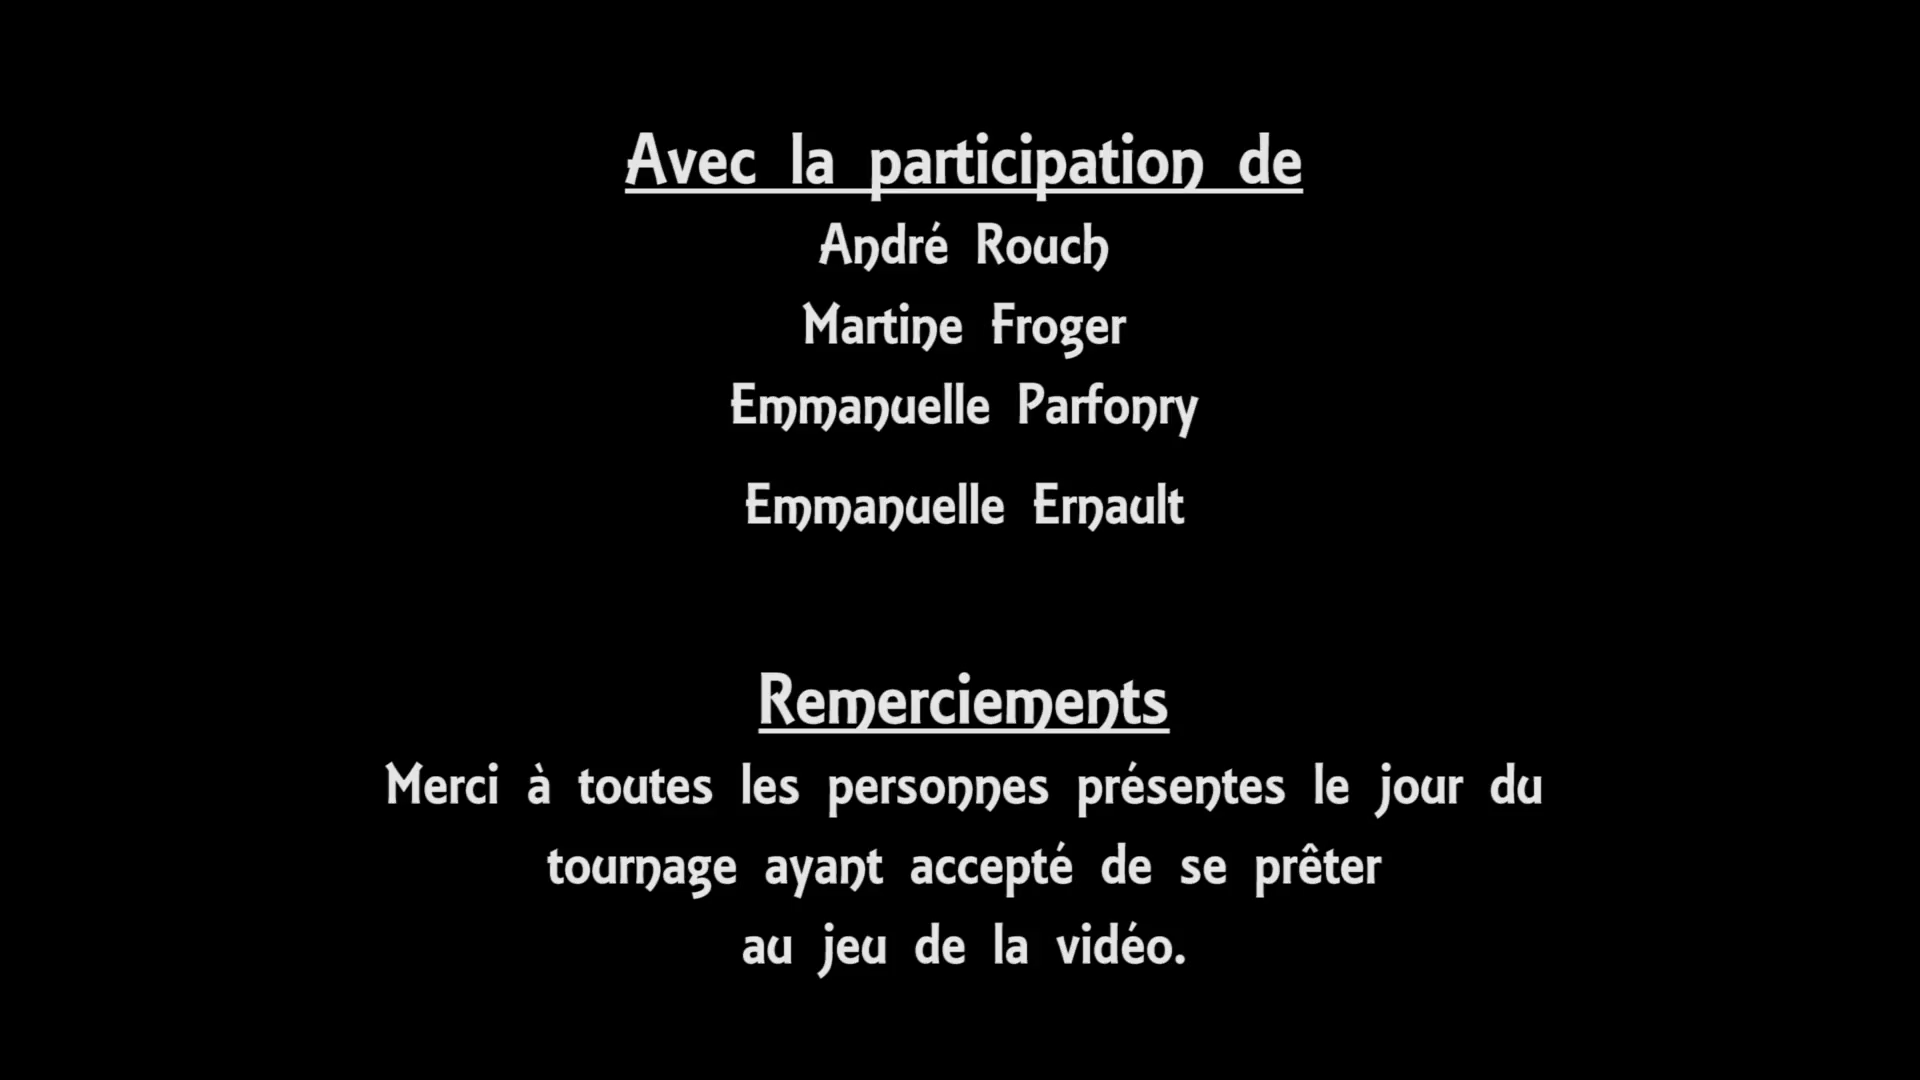 Avec la participation de
André Rouch
Martine Froger
Emmanuelle Parfonry
Emmanuelle Ernault
Remerciements
Merci à toutes les personnes présentes le jour du
tournage ayant accepté de se prêter
au jeu de la vidéo.